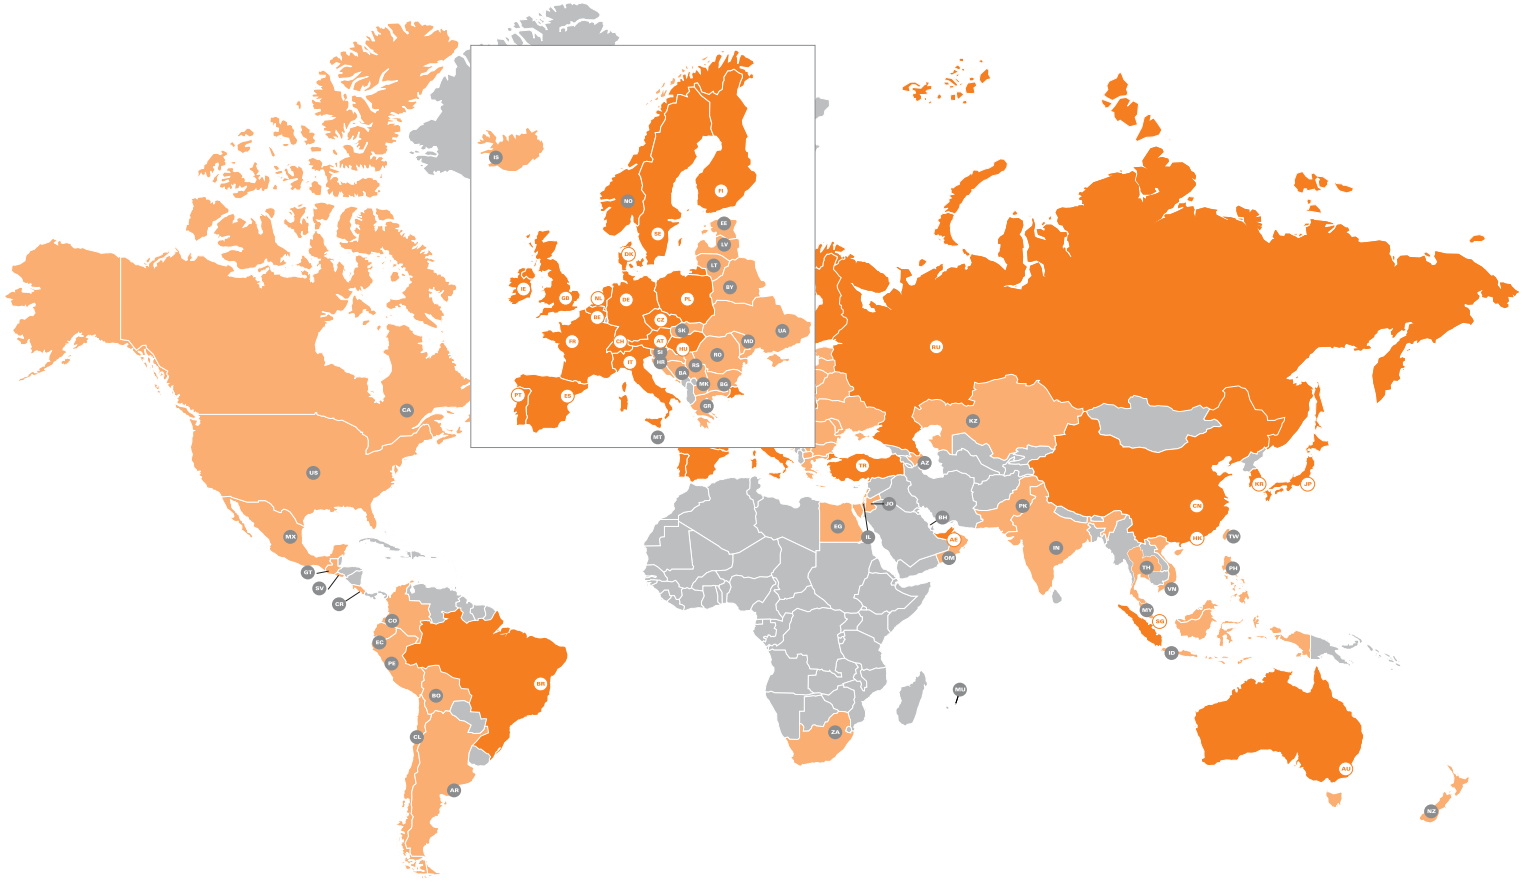 IS
NO
FI
SE
EE
LV
LT
DK
BY
IE
GB
NL
DE
PL
BE
CZ
SK
UA
FR
CH
AT
HU
MD
SI
RO
HR
IT
RS
BA
MK
BG
PT
ES
GR
MT
CA
US
MX
GT
SV
CR
CO
EC
PE
BO
BR
CL
AR
RU
KZ
TR
AZ
KR
JP
JO
PK
CN
EG
BH
IL
AE
OM
IN
HK
TW
TH
PH
VN
MY
SG
ID
MU
ZA
AU
NZ